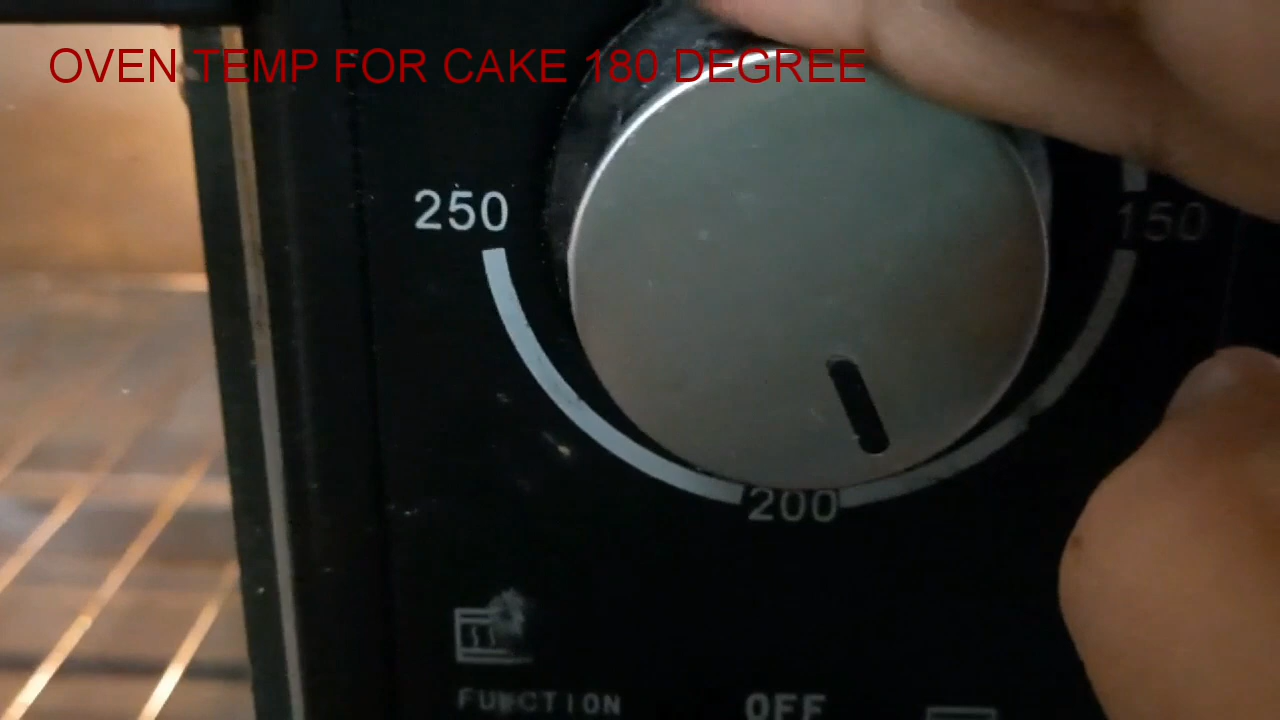 OVEN TEMP FOR CAKE 180 DEGREE
250
150
200
FUNCTION
OFF